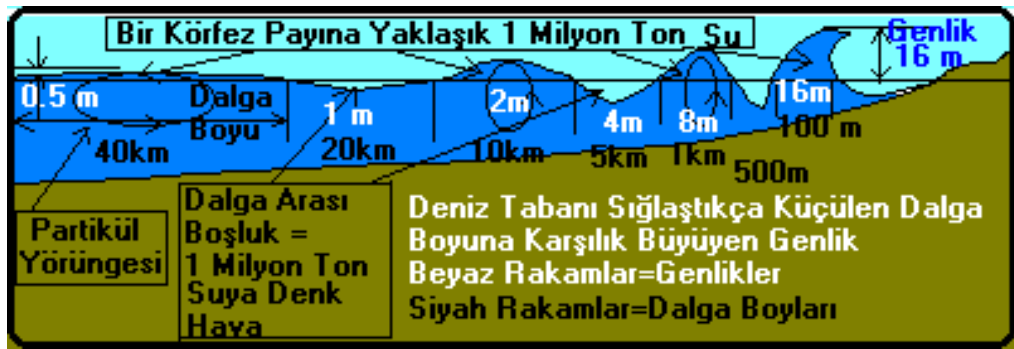 Bir Körfez Payına Yaklaşık 1 Milyon Ton Su
Genlik
16 m
0.5 m
Dalga
Boyu
40km
1 m
20km
2m
10km
4m
5km
8m
1km
500m
16m
100 m
Partikül
Yörüngesi
Dalga Arası
Boşluk =
1 Milyon Ton
Suya Denk
Hava
Deniz Tabanı Sığlaştıkça Küçülen Dalga
Boyuna Karşılık Büyüyen Genlik
Beyaz Rakamlar=Genlikler
Siyah Rakamlar=Dalga Boyları